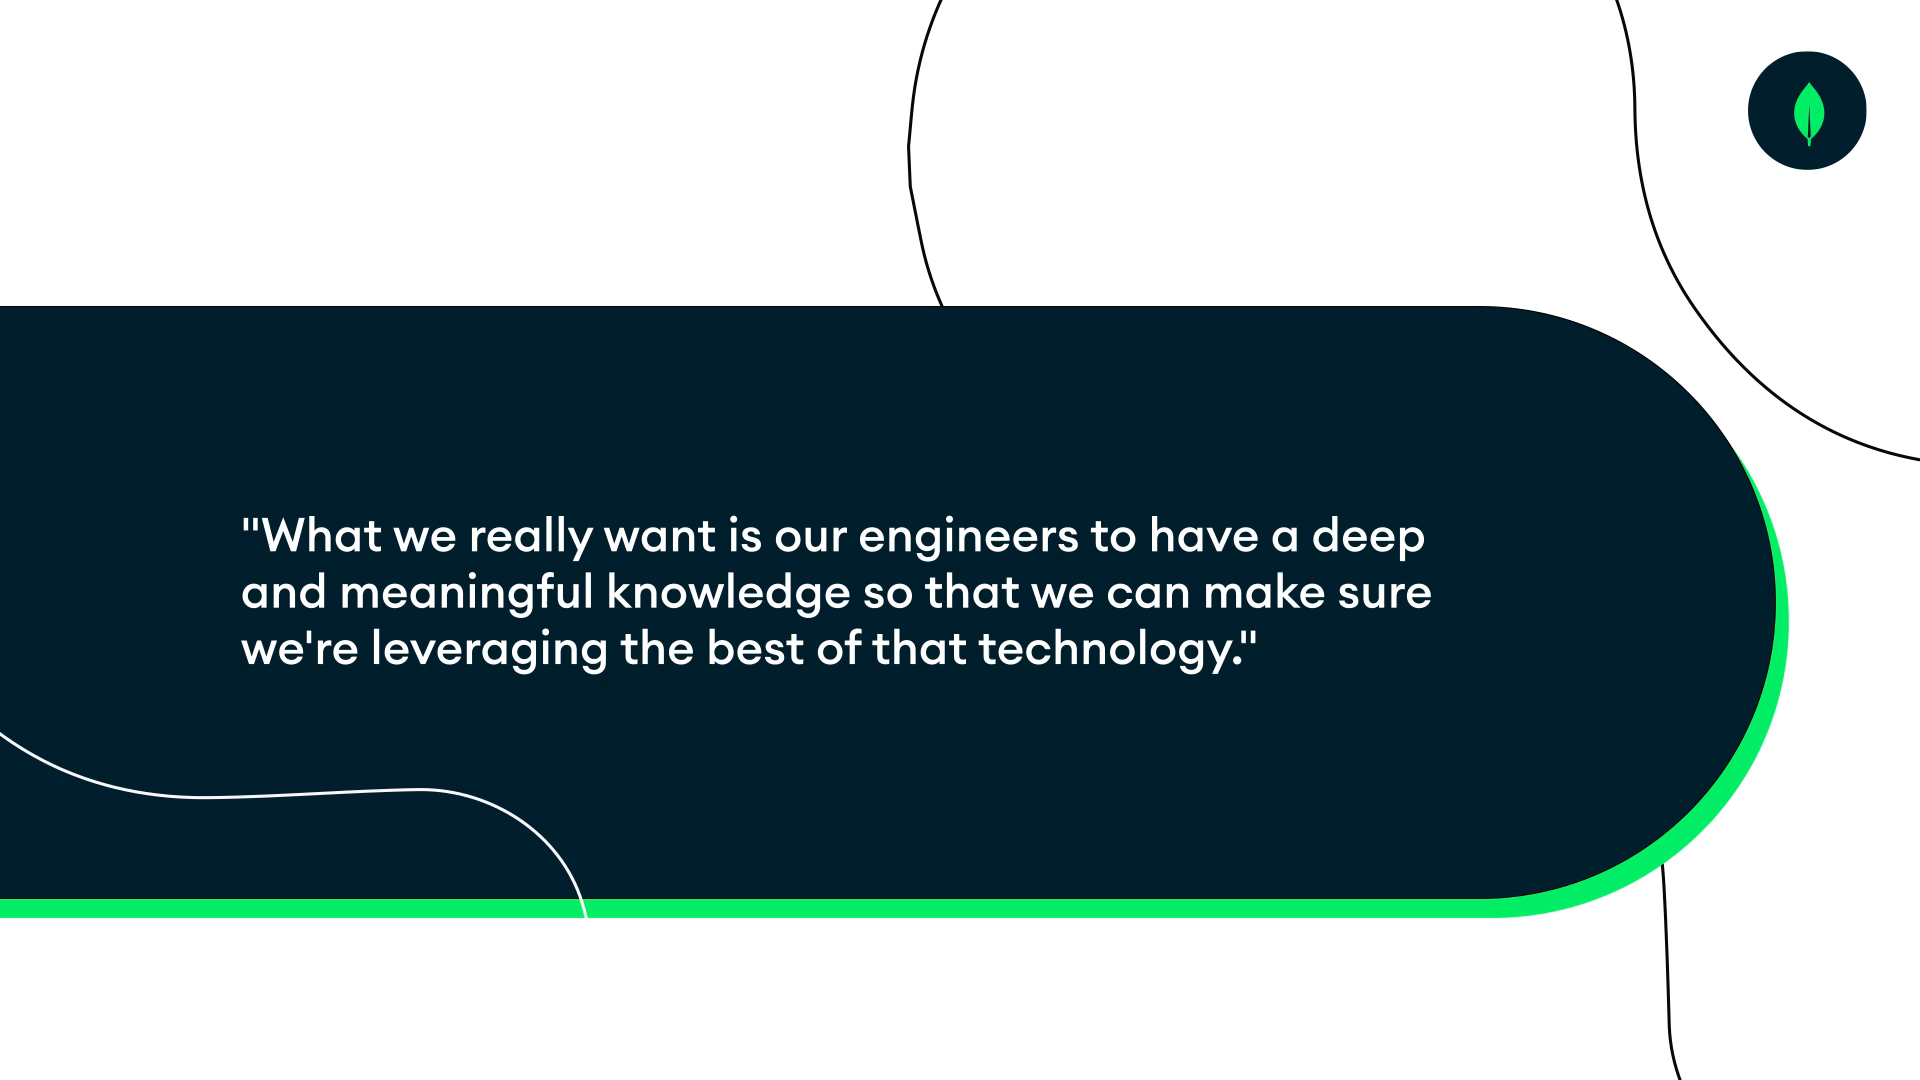 "What we really want is our engineers to have a deep
and meaningful knowledge so that we can make sure
we're leveraging the best of that technology."